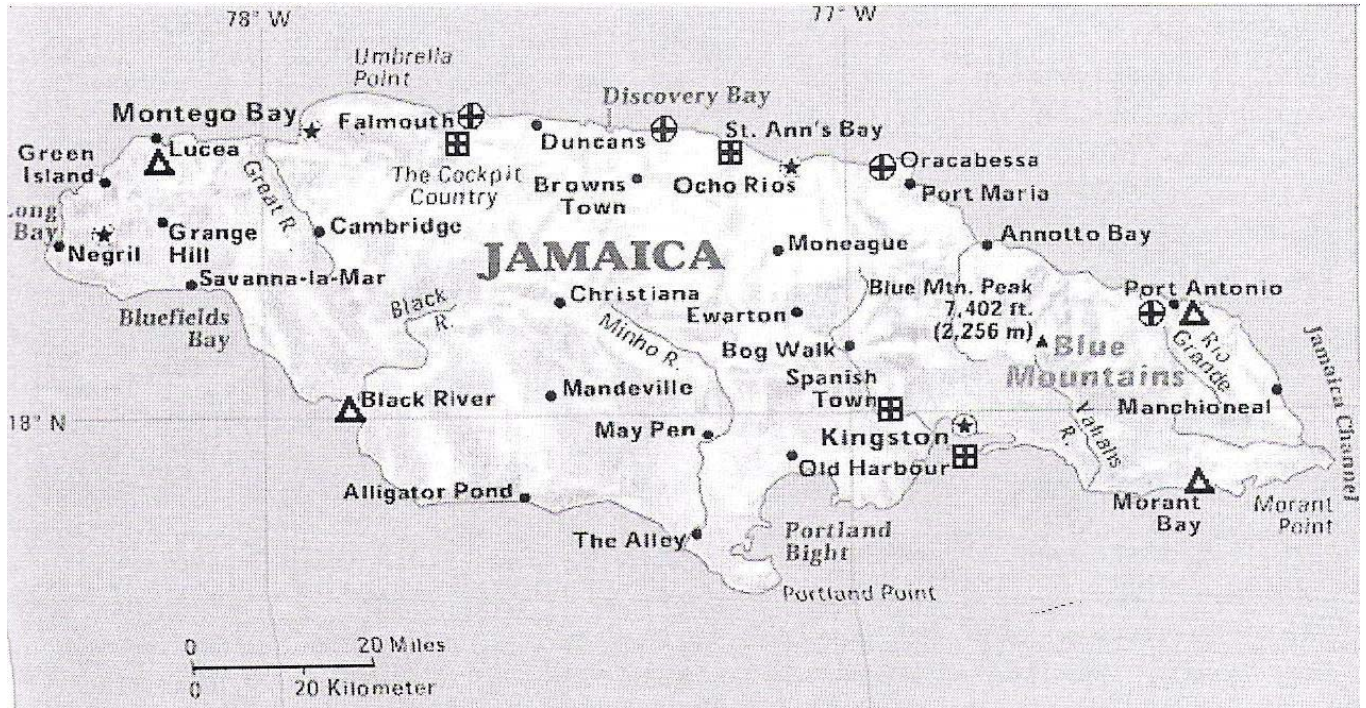 78° W
77° W
Umbrella
Point
Discovery Bay
Montego Bay
Falmouth
St. Ann's Bay
Lucea
Duncans
Green
Island
Oracabessa
The Cockpit
Country
Great R.
Browns
Town
Ocho Rios
Port Maria
Long
Bay
Grange
Hill
Cambridge
JAMAICA
Moneague
Annotto Bay
Negril
Savanna-la-Mar
Blue Mtn. Peak
7,402 ft.
(2,256 m)
Port Antonio
Bluefields
Bay
Black
R.
Christiana
Minho R.
Ewarton
Bog Walk
Blue
Mountains
Rio
Grande
Jamaica Channel
Black River
Mandeville
Spanish
Town
Manchioneal
18° N
May Pen
Kingston
R.
Old Harbour
Alligator Pond
Morant
Bay
Morant
Point
The Alley
Portland
Bight
Portland Point
0 20 Miles
0 20 Kilometer